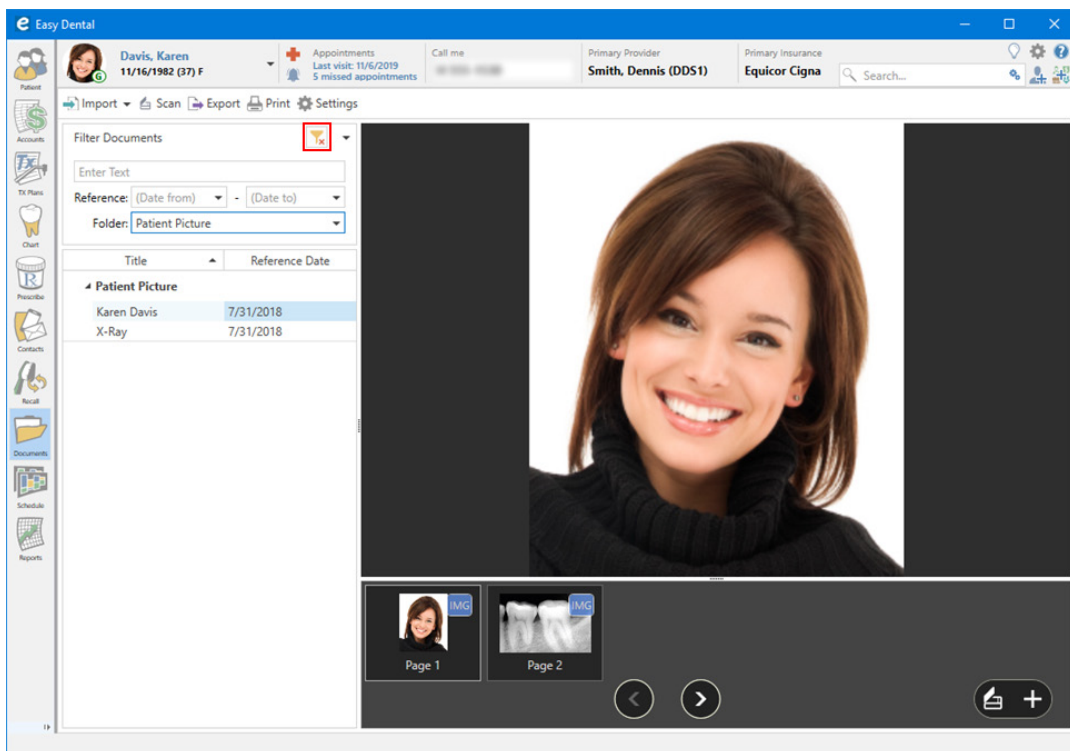 e Easy Dental
Patient
Davis, Karen
11/16/1982 (37) F
G
Appointments
Last visit: 11/6/2019
5 missed appointments
Call me
Primary Provider
Smith, Dennis (DDS1)
Primary Insurance
Equicor Cigna
Search...
Import Scan Export Print Settings
Accounts
TX Plans
Chart
Prescribe
Contacts
Recall
Documents
Schedule
Reports
Filter Documents
Enter Text
Reference: (Date from) - (Date to)
Folder: Patient Picture
Title Reference Date
Patient Picture
Karen Davis 7/31/2018
X-Ray 7/31/2018
IMG
Page 1
IMG
Page 2